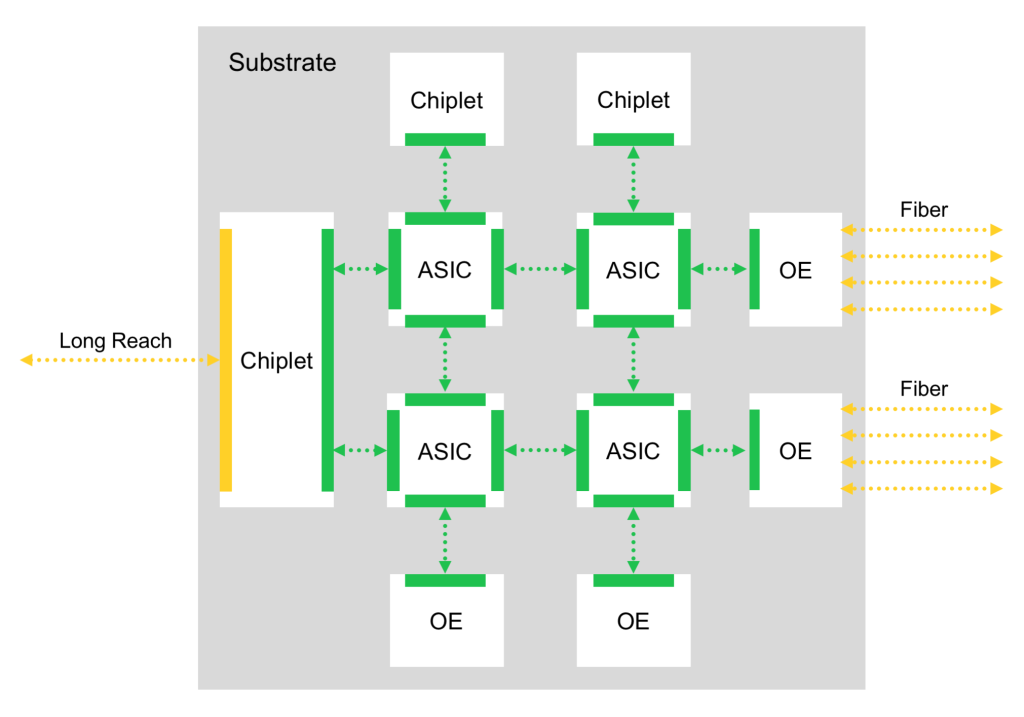 Substrate
Chiplet
Chiplet
Fiber
ASIC
ASIC
OE
Long Reach
Chiplet
Fiber
ASIC
ASIC
OE
OE
OE